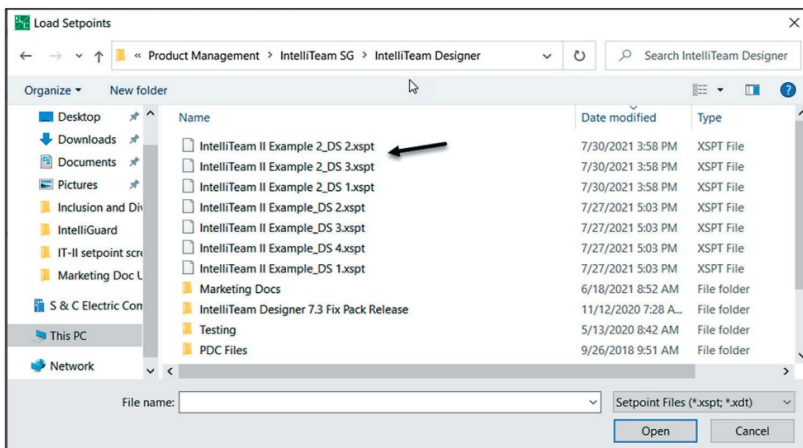 Load Setpoints
« Product Management > IntelliTeam SG > IntelliTeam Designer
Search IntelliTeam Designer
Organize
New folder
Name Date modified Type
Desktop
Downloads
Documents
Pictures
Inclusion and Div
IntelliGuard
IT-II setpoint scre
Marketing Doc U
S & C Electric Com
This PC
Network
IntelliTeam II Example 2_DS 2.xspt 7/30/2021 3:58 PM XSPT File
IntelliTeam II Example 2_DS 3.xspt 7/30/2021 3:58 PM XSPT File
IntelliTeam II Example 2_DS 1.xspt 7/30/2021 3:58 PM XSPT File
IntelliTeam II Example_DS 2.xspt 7/27/2021 5:03 PM XSPT File
IntelliTeam II Example_DS 3.xspt 7/27/2021 5:03 PM XSPT File
IntelliTeam II Example_DS 4.xspt 7/27/2021 5:03 PM XSPT File
IntelliTeam II Example_DS 1.xspt 7/27/2021 5:03 PM XSPT File
Marketing Docs 6/18/2021 8:52 AM File folder
IntelliTeam Designer 7.3 Fix Pack Release 11/12/2020 7:28 A... File folder
Testing 5/13/2020 8:42 AM File folder
PDC Files 9/26/2018 9:51 AM File folder
File name:
Setpoint Files (*.xspt; *.xdt)
Open
Cancel